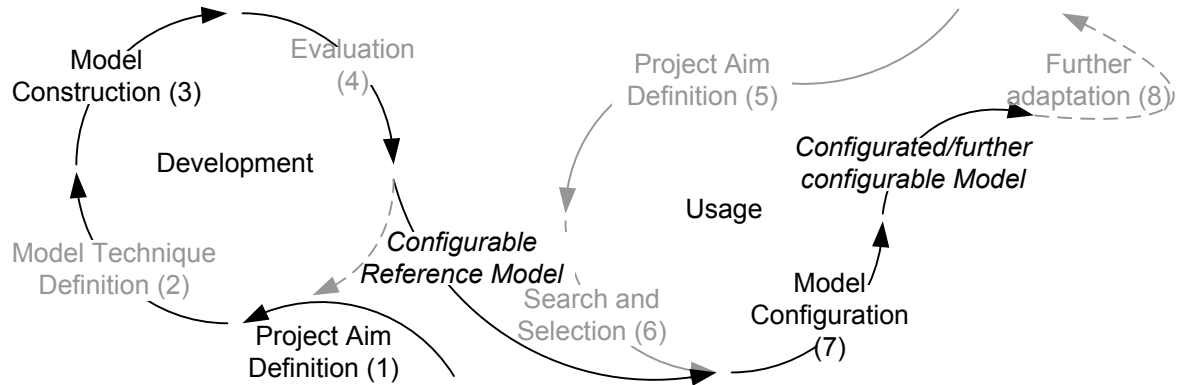 Model
Construction (3)
Evaluation
(4)
Development
Model Technique
Definition (2)
Project Aim
Definition (1)
Configurable
Reference Model
Project Aim
Definition (5)
Usage
Search and
Selection (6)
Model
Configuration
(7)
Configurated/further
configurable Model
Further
adaptation (8)